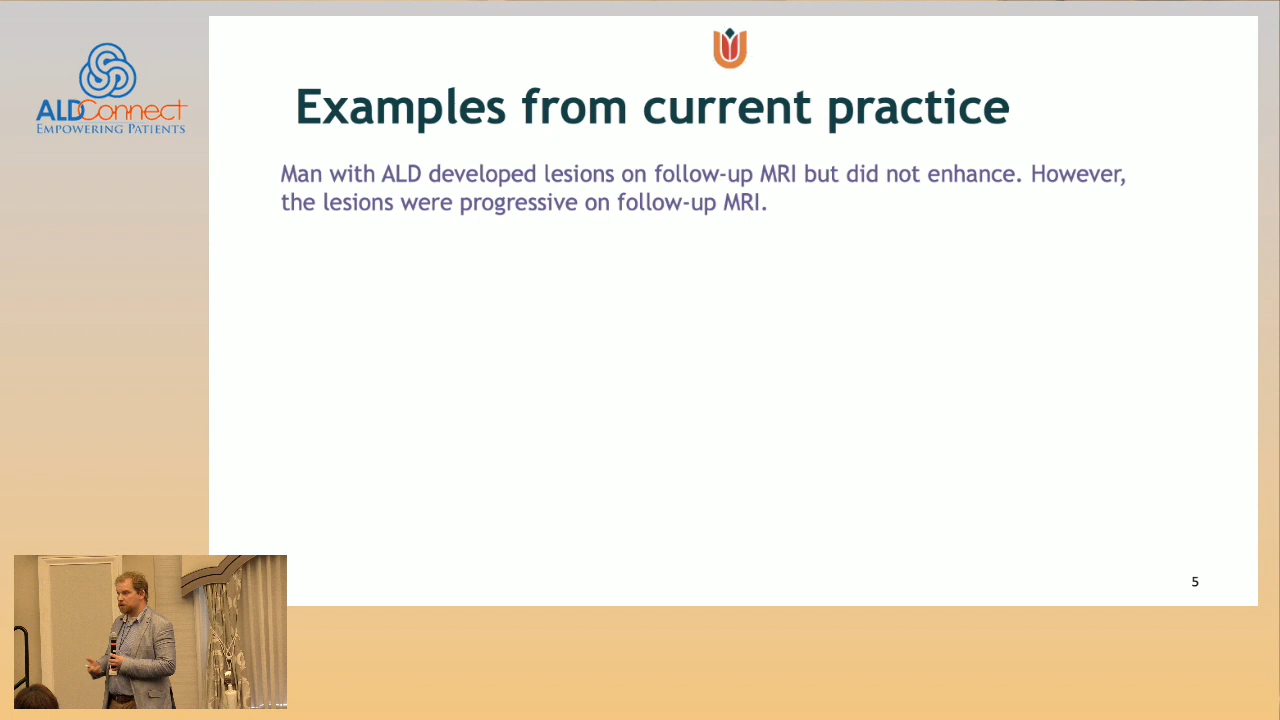 ALDConnect
EMPOWERING PATIENTS
Examples from current practice
Man with ALD developed lesions on follow-up MRI but did not enhance. However,
the lesions were progressive on follow-up MRI.
5